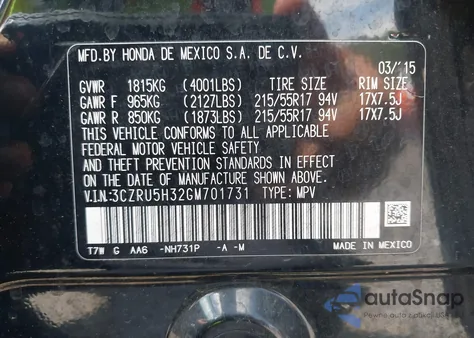 MFD. BY HONDA DE MEXICO S.A. DE C.V.
03/'15
GVWR 1815KG (4001LBS) TIRE SIZE RIM SIZE
GAWR F 965KG (2127LBS) 215/55R17 94V 17X7.5J
GAWR R 850KG (1873LBS) 215/55R17 94V 17X7.5J
THIS VEHICLE CONFORMS TO ALL APPLICABLE
FEDERAL MOTOR VEHICLE SAFETY
AND THEFT PREVENTION STANDARDS IN EFFECT
ON THE DATE OF MANUFACTURE SHOWN ABOVE.
V.I.N:3CZRU5H32GM701731 TYPE: MPV
T7W G AA6 -NH731P -A -M MADE IN MEXICO
autoSnap
Pewne auto